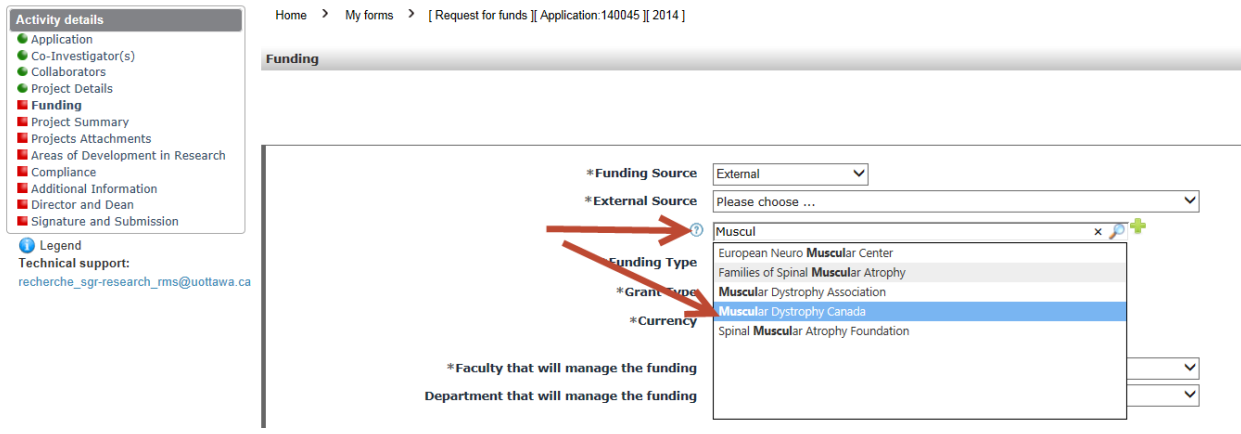 Activity details
Application
Co-Investigator(s)
Collaborators
Project Details
Funding
Project Summary
Projects Attachments
Areas of Development in Research
Compliance
Additional Information
Director and Dean
Signature and Submission
Legend
Technical support:
recherche_sgr-research_rms@uottawa.ca
Home > My forms > [ Request for funds ][ Application:140045 ][ 2014 ]
Funding
*Funding Source External
*External Source Please choose ...
? Muscul x
European Neuro Muscular Center
Funding Type
Families of Spinal Muscular Atrophy
*Grant Type Muscular Dystrophy Association
Muscular Dystrophy Canada
*Currency
Spinal Muscular Atrophy Foundation
*Faculty that will manage the funding
Department that will manage the funding